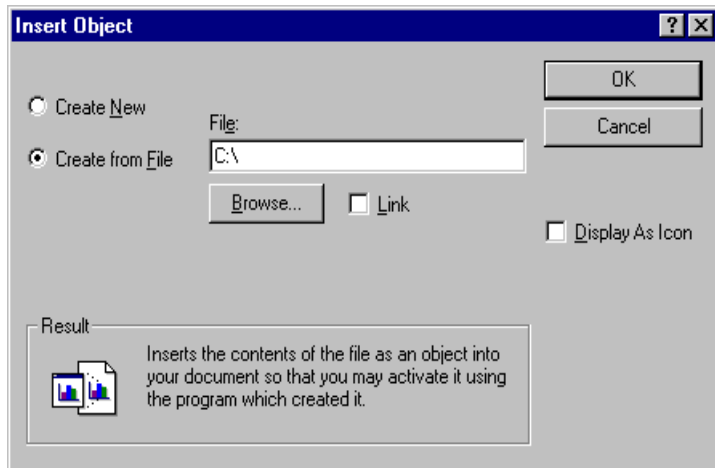 Insert Object
Create New
Create from File
File:
C:\
Browse...
Link
OK
Cancel
Display As Icon
Result
Inserts the contents of the file as an object into
your document so that you may activate it using
the program which created it.